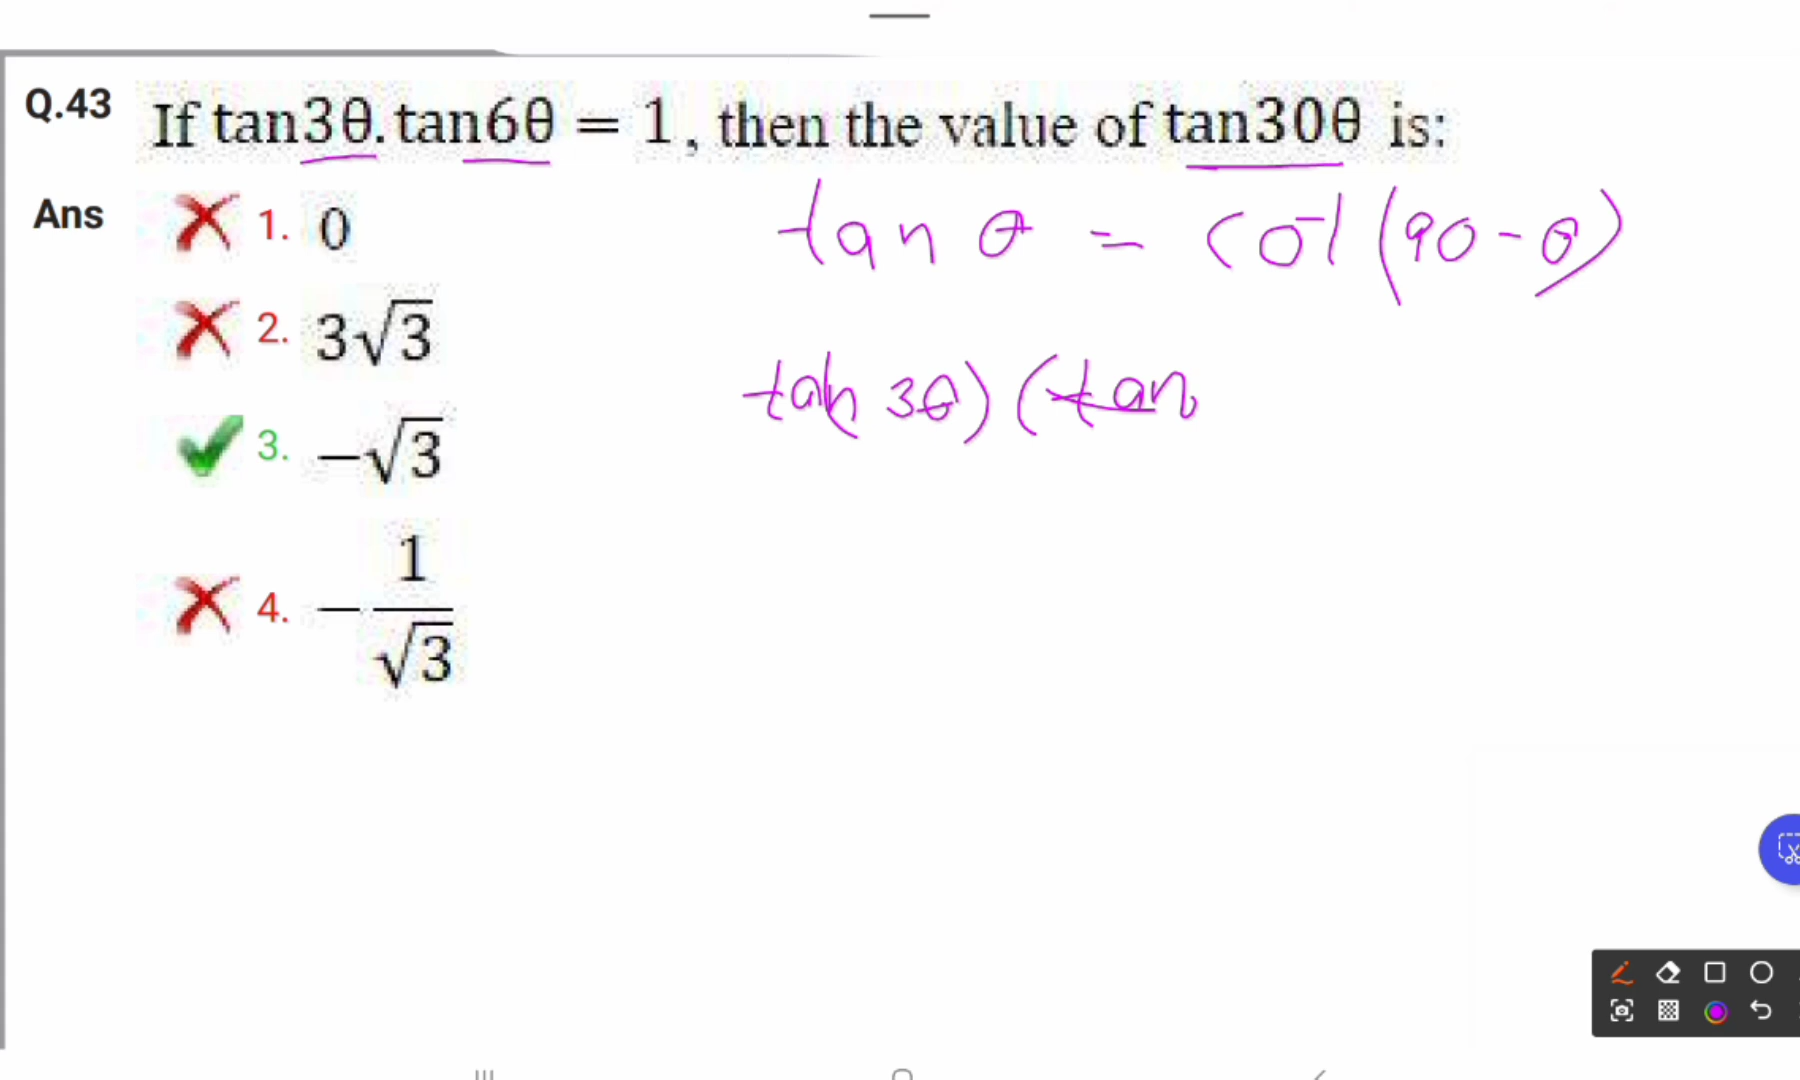 Q.43 If tan3θ. tan6θ = 1, then the value of tan30θ is:
Ans
1. 0
2. 3√3
3. −√3
4. −1/√3
tan θ = cot (90 - θ)
tan 3θ) (tan